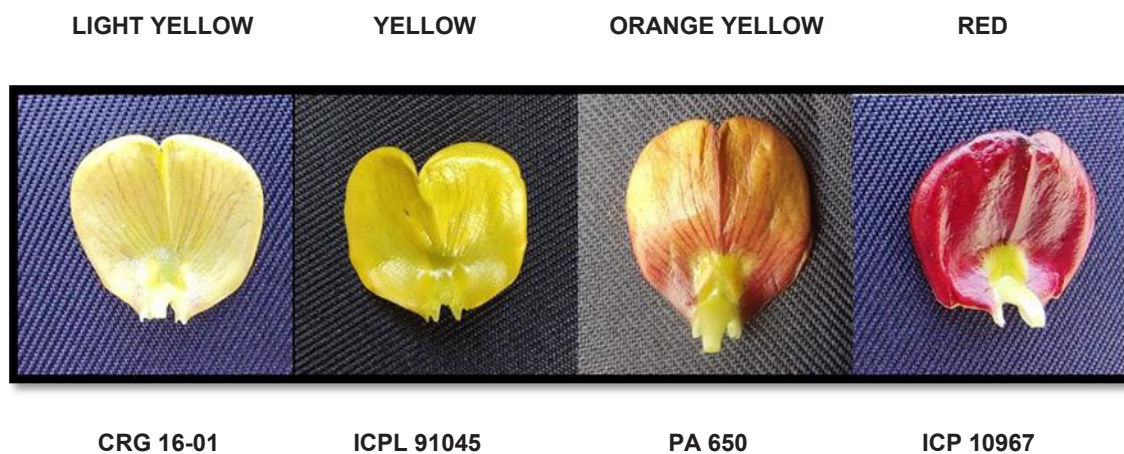 LIGHT YELLOW YELLOW ORANGE YELLOW RED
CRG 16-01 ICPL 91045 PA 650 ICP 10967